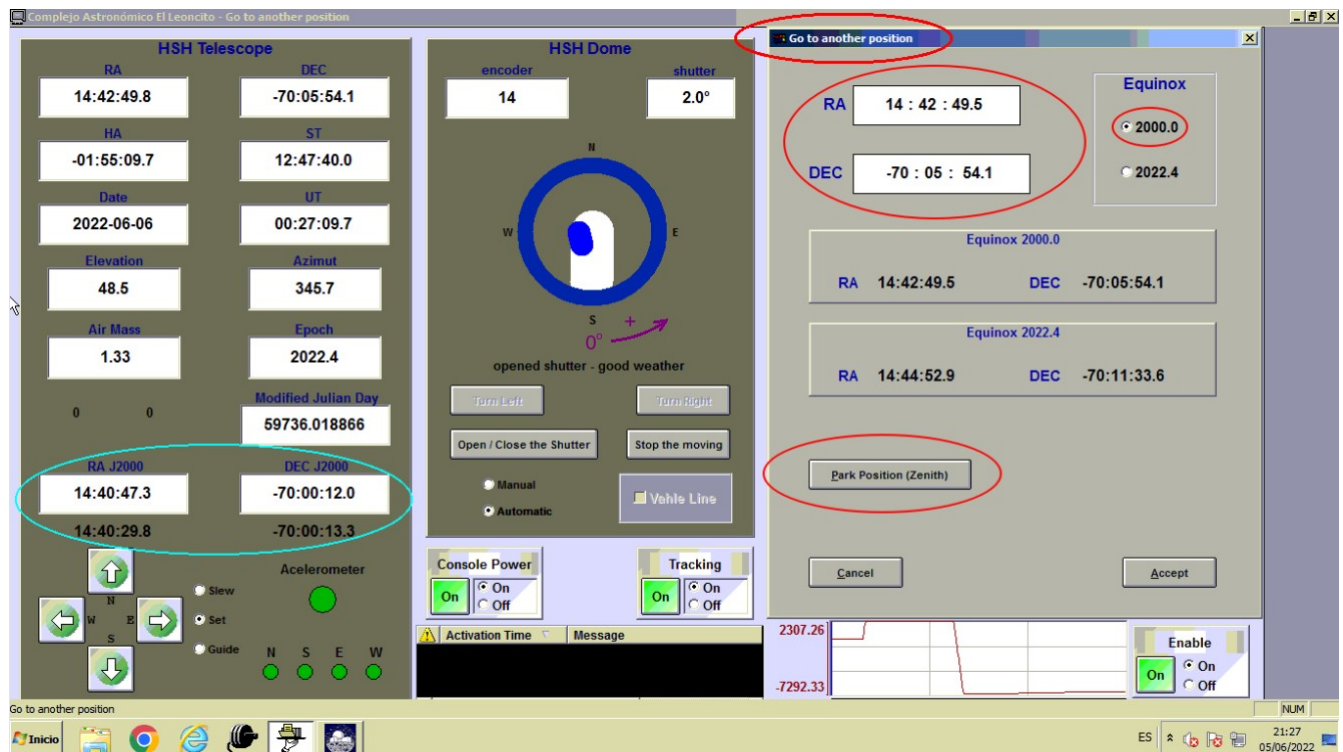 Complejo Astronómico El Leoncito - Go to another position
HSH Telescope
RA DEC
14:42:49.8 -70:05:54.1
HA ST
-01:55:09.7 12:47:40.0
Date UT
2022-06-06 00:27:09.7
Elevation Azimut
48.5 345.7
Air Mass Epoch
1.33 2022.4
Modified Julian Day
0 0 59736.018866
RA J2000 DEC J2000
14:40:47.3 -70:00:12.0
14:40:29.8 -70:00:13.3
N
W E
S
Slew
Set
Guide
Acelerometer
N S E W
HSH Dome
encoder shutter
14 2.0°
N
W E
S +
0°
opened shutter - good weather
Turn Left Turn Right
Open / Close the Shutter Stop the moving
Manual
Automatic
Vahle Line
Console Power
On On
Off
Tracking
On On
Off
Activation Time Message
Go to another position
RA 14 : 42 : 49.5
DEC -70 : 05 : 54.1
Equinox
2000.0
2022.4
Equinox 2000.0
RA 14:42:49.5 DEC -70:05:54.1
Equinox 2022.4
RA 14:44:52.9 DEC -70:11:33.6
Park Position (Zenith)
Cancel Accept
2307.26
-7292.33
Enable
On On
Off
Go to another position NUM
Inicio ES 21:27
05/06/2022